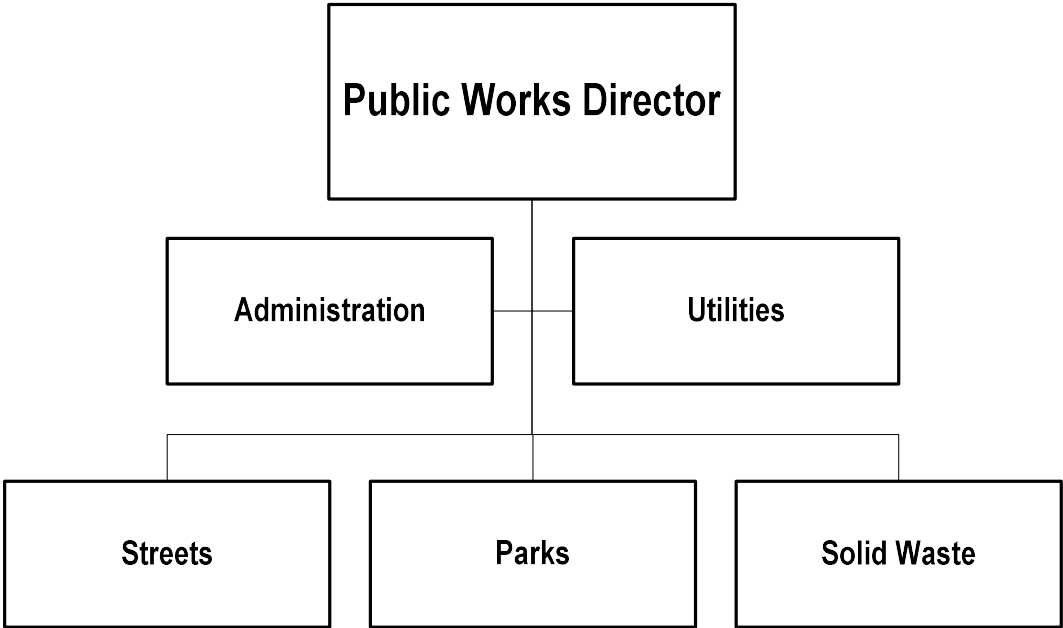 Public Works Director
Administration
Utilities
Streets
Parks
Solid Waste